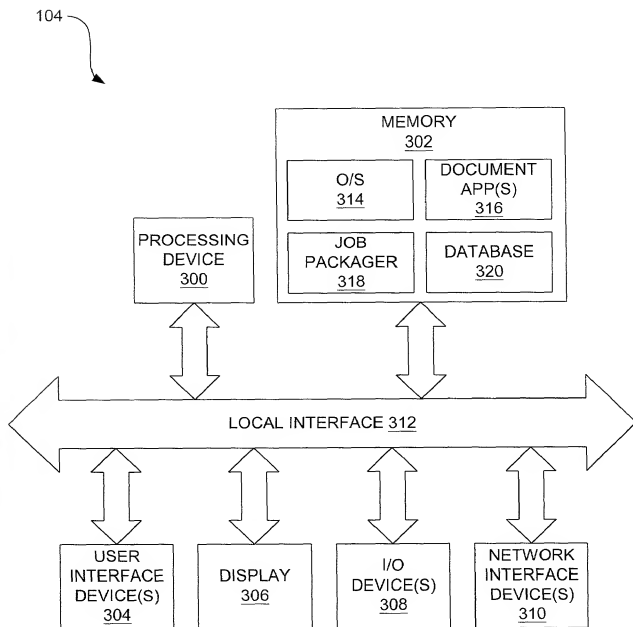 104
MEMORY
302
O/S
314
DOCUMENT
APP(S)
316
JOB
PACKAGER
318
DATABASE
320
PROCESSING
DEVICE
300
LOCAL INTERFACE 312
USER
INTERFACE
DEVICE(S)
304
DISPLAY
306
I/O
DEVICE(S)
308
NETWORK
INTERFACE
DEVICE(S)
310